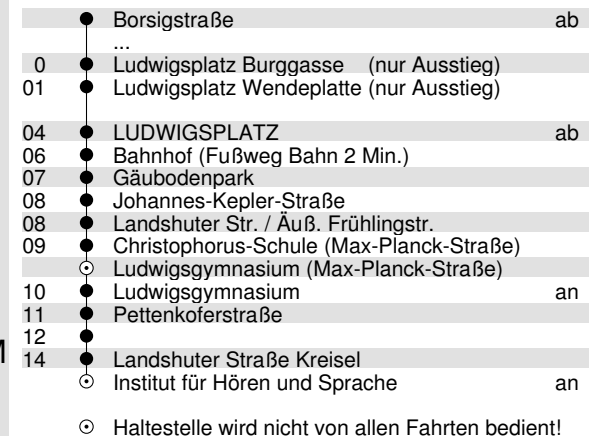 Borsigstraße ab
...
0 Ludwigsplatz Burggasse (nur Ausstieg)
01 Ludwigsplatz Wendeplatte (nur Ausstieg)
04 LUDWIGSPLATZ ab
06 Bahnhof (Fußweg Bahn 2 Min.)
07 Gäubodenpark
08 Johannes-Kepler-Straße
08 Landshuter Str. / Äuß. Frühlingstr.
09 Christophorus-Schule (Max-Planck-Straße)
Ludwigsgymnasium (Max-Planck-Straße)
10 Ludwigsgymnasium an
11 Pettenkoferstraße
12
14 Landshuter Straße Kreisel
Institut für Hören und Sprache an
Haltestelle wird nicht von allen Fahrten bedient!